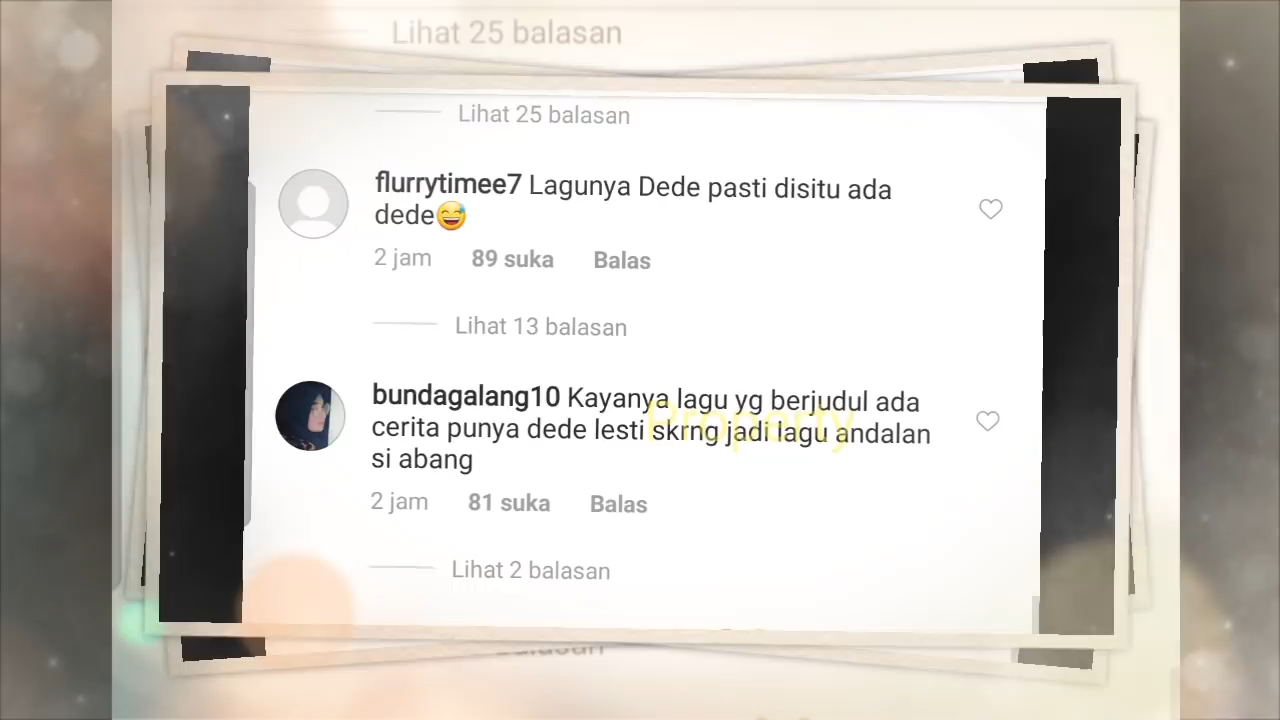 Lihat 25 balasan
Lihat 25 balasan
flurrytimee7 Lagunya Dede pasti disitu ada
dede😅
2 jam 89 suka Balas
Lihat 13 balasan
bundagalang10 Kayanya lagu yg berjudul ada
cerita punya dede lesti skrng jadi lagu andalan
si abang
Property
2 jam 81 suka Balas
Lihat 2 balasan